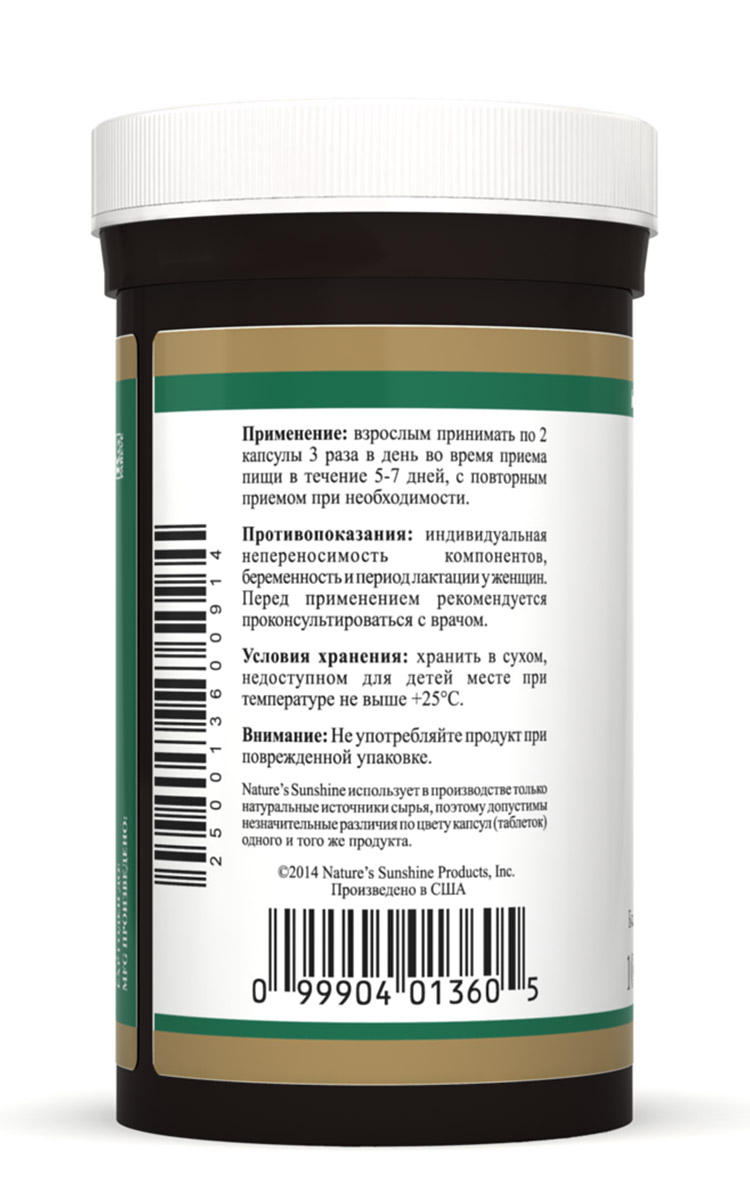 Применение: взрослым принимать по 2
капсулы 3 раза в день во время приема
пищи в течение 5-7 дней, с повторным
приемом при необходимости.
Противопоказания: индивидуальная
непереносимость компонентов,
беременность и период лактации у женщин.
Перед применением рекомендуется
проконсультироваться с врачом.
Условия хранения: хранить в сухом,
недоступном для детей месте при
температуре не выше +25°C.
Внимание: Не употребляйте продукт при
поврежденной упаковке.
Nature's Sunshine использует в производстве только
натуральные источники сырья, поэтому допустимы
незначительные различия по цвету капсул (таблеток)
одного и того же продукта.
©2014 Nature's Sunshine Products, Inc.
Произведено в США
0 99904 01360 5
250013600914
MFG ПРОИЗВЕДЕНО: